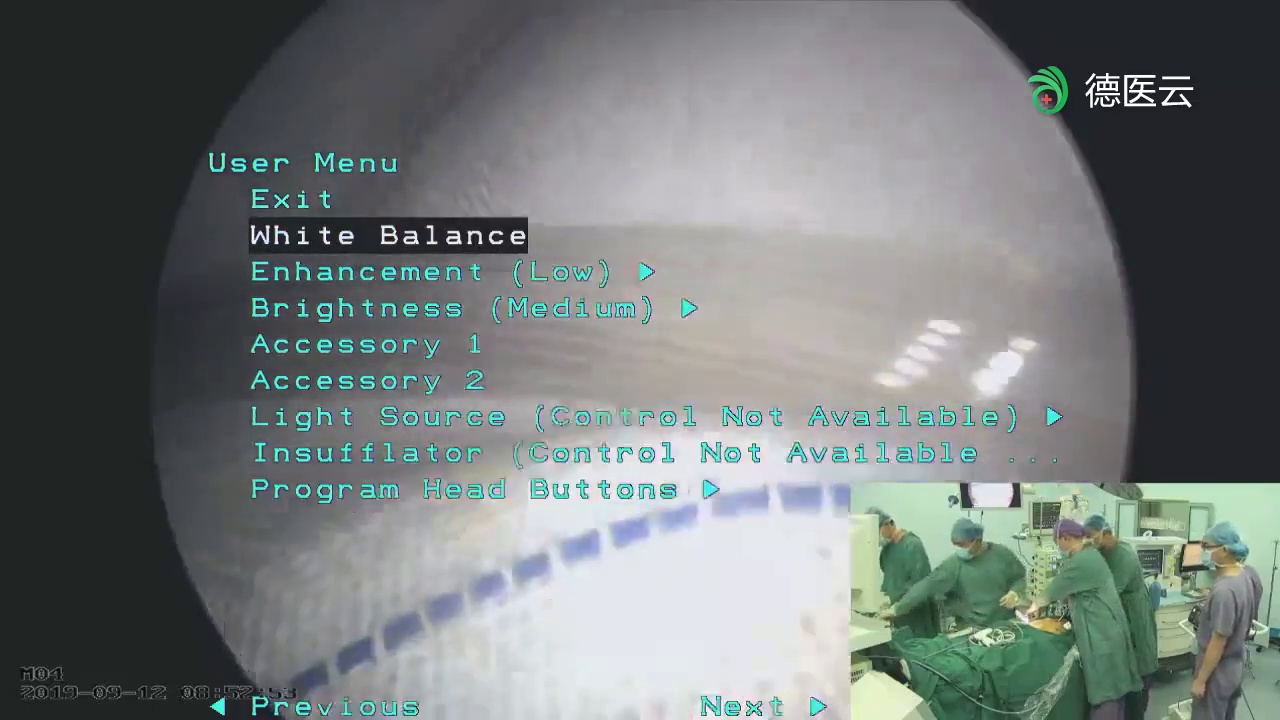 德医云
User Menu
Exit
White Balance
Enhancement (Low) ▶
Brightness (Medium) ▶
Accessory 1
Accessory 2
Light Source (Control Not Available) ▶
Insufflator (Control Not Available ...
Program Head Buttons ▶
M04
2019-09-12 08:52:53
◀ Previous
Next ▶